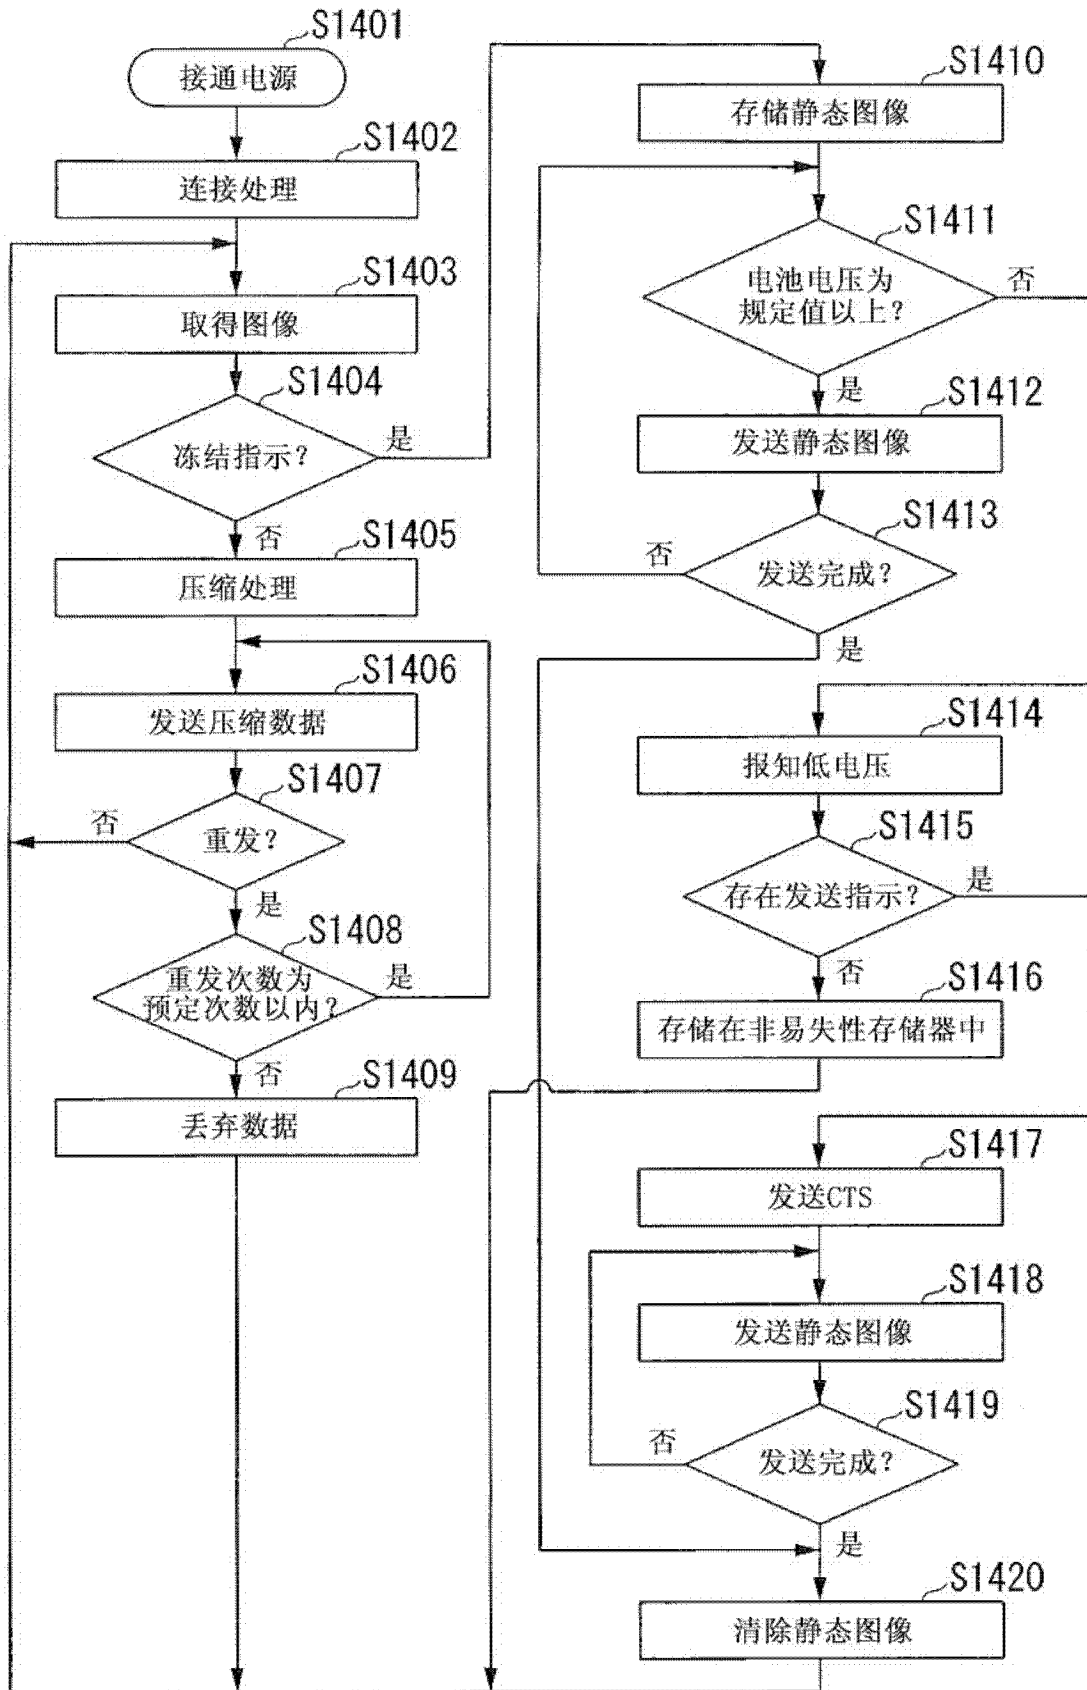 S1401
接通电源
S1402
连接处理
S1403
取得图像
S1404
冻结指示?
是
否
S1405
压缩处理
S1406
发送压缩数据
S1407
重发?
否
是
S1408
重发次数为
预定次数以内?
是
否
S1409
丢弃数据
S1410
存储静态图像
S1411
电池电压为
规定值以上?
否
是
S1412
发送静态图像
S1413
发送完成?
否
是
S1414
报知低电压
S1415
存在发送指示?
是
否
S1416
存储在非易失性存储器中
S1417
发送CTS
S1418
发送静态图像
S1419
发送完成?
否
是
S1420
清除静态图像